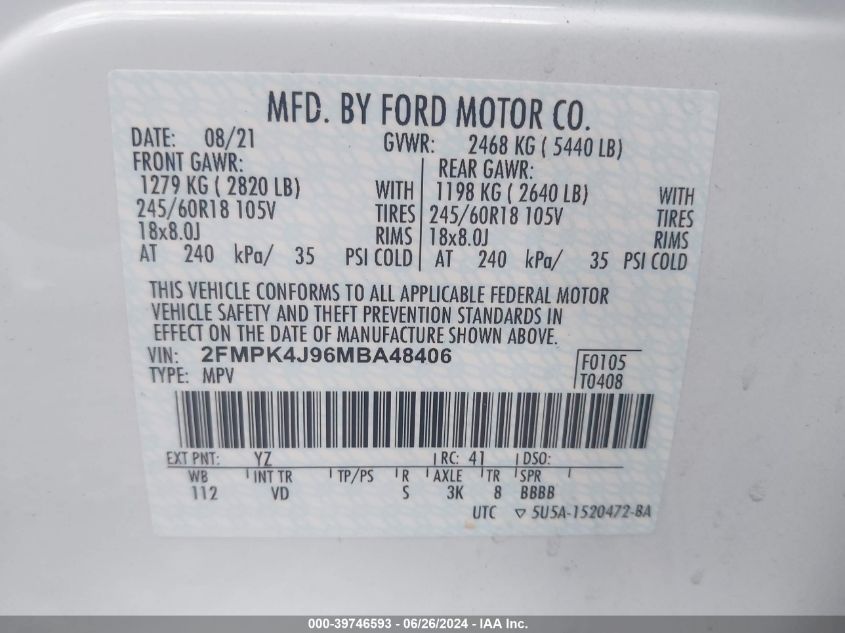 MFD. BY FORD MOTOR CO.
DATE: 08/21 GVWR: 2468 KG ( 5440 LB)
FRONT GAWR: REAR GAWR:
1279 KG ( 2820 LB) WITH 1198 KG ( 2640 LB) WITH
245/60R18 105V TIRES 245/60R18 105V TIRES
18x8.0J RIMS 18x8.0J RIMS
AT 240 kPa/ 35 PSI COLD AT 240 kPa/ 35 PSI COLD
THIS VEHICLE CONFORMS TO ALL APPLICABLE FEDERAL MOTOR
VEHICLE SAFETY AND THEFT PREVENTION STANDARDS IN
EFFECT ON THE DATE OF MANUFACTURE SHOWN ABOVE.
VIN: 2FMPK4J96MBA48406 F0105
TYPE: MPV T0408
EXT PNT: YZ RC: 41 DSO:
WB INT TR TP/PS R AXLE TR SPR
112 VD S 3K 8 BBBB
UTC ▽ 5U5A-1520472-BA
000-39746593 - 06/26/2024 - IAA Inc.